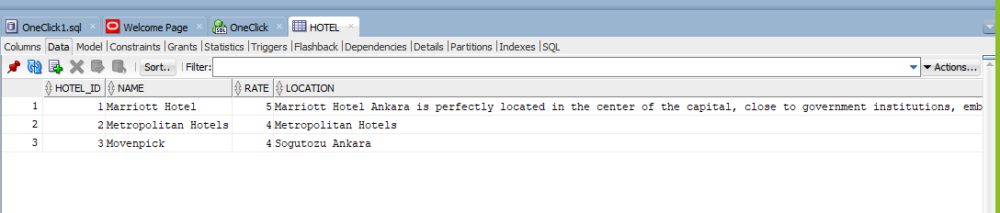 OneClick1.sql Welcome Page OneClick HOTEL
Columns Data Model Constraints Grants Statistics Triggers Flashback Dependencies Details Partitions Indexes SQL
Sort.. Filter: Actions...
HOTEL_ID NAME RATE LOCATION
1 1 Marriott Hotel 5 Marriott Hotel Ankara is perfectly located in the center of the capital, close to government institutions, emb
2 2 Metropolitan Hotels 4 Metropolitan Hotels
3 3 Movenpick 4 Sogutozu Ankara